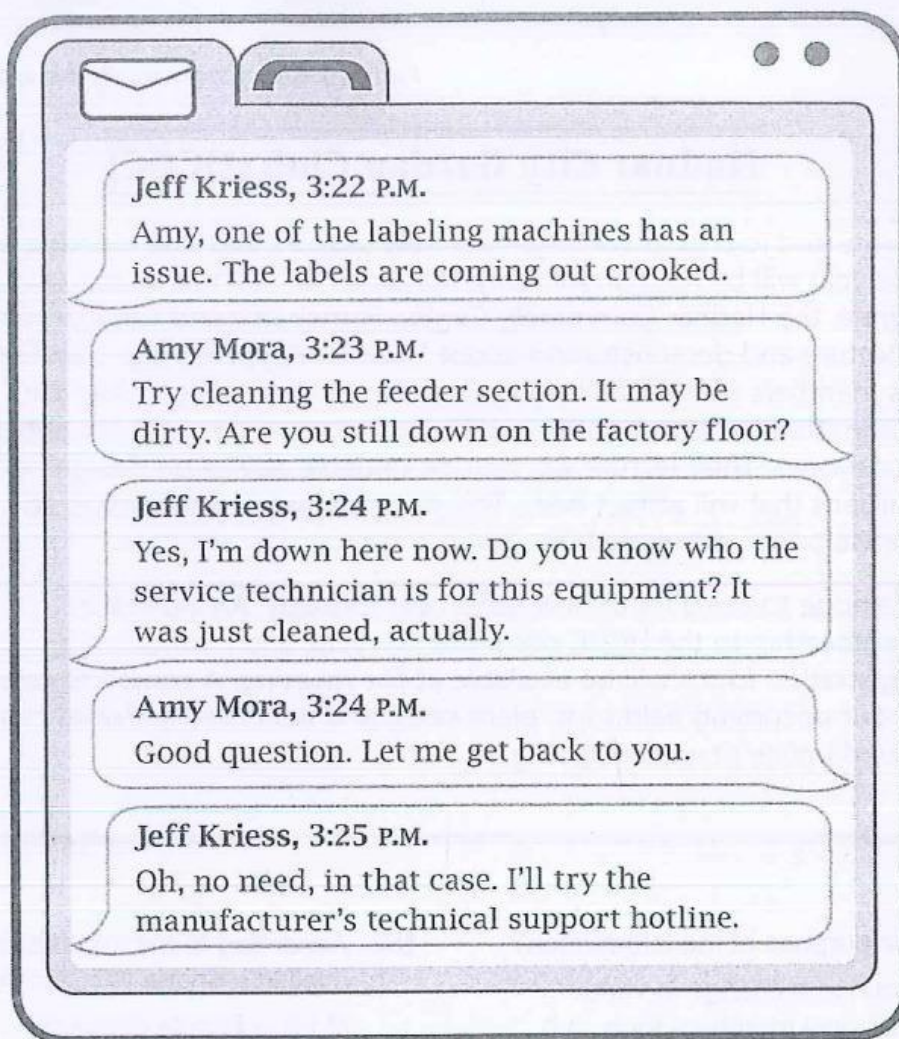 Jeff Kriess, 3:22 P.M.
Amy, one of the labeling machines has an
issue. The labels are coming out crooked.
Amy Mora, 3:23 P.M.
Try cleaning the feeder section. It may be
dirty. Are you still down on the factory floor?
Jeff Kriess, 3:24 P.M.
Yes, I'm down here now. Do you know who the
service technician is for this equipment? It
was just cleaned, actually.
Amy Mora, 3:24 P.M.
Good question. Let me get back to you.
Jeff Kriess, 3:25 P.M.
Oh, no need, in that case. I'll try the
manufacturer's technical support hotline.